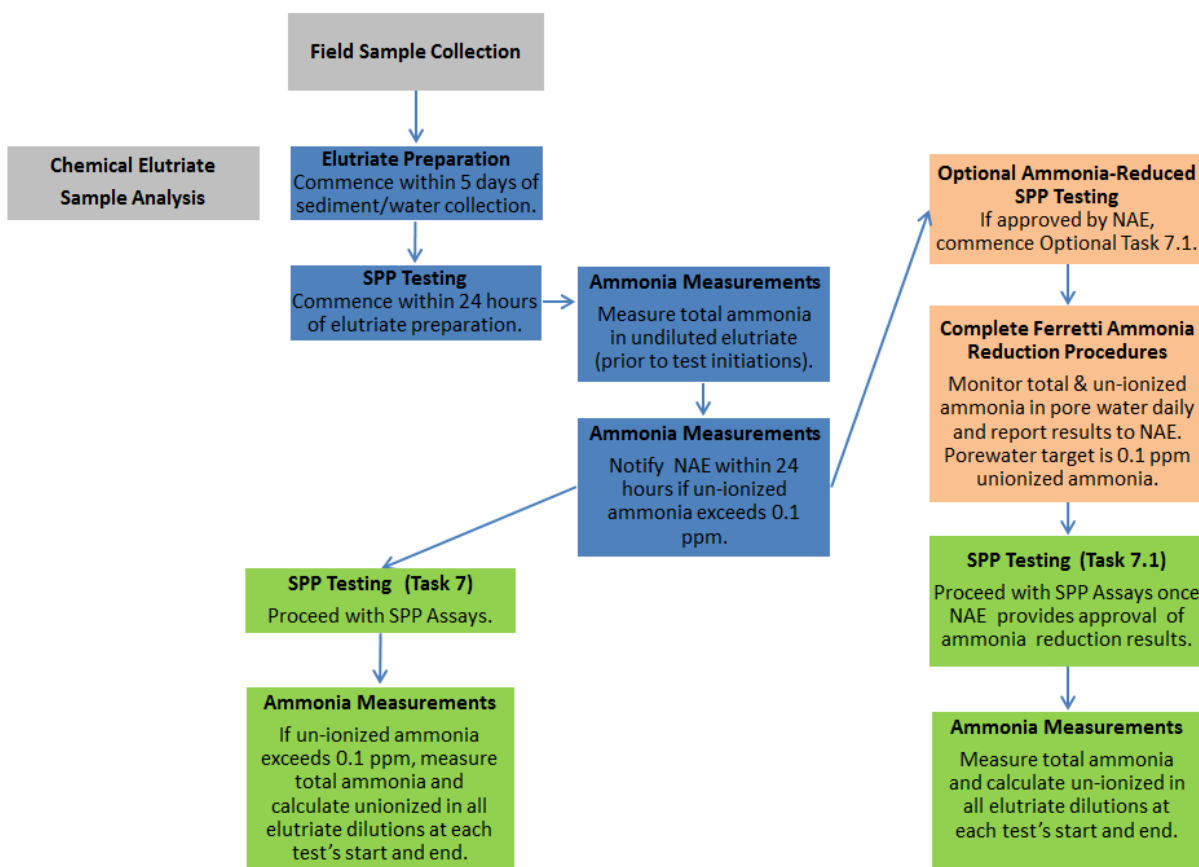 Field Sample Collection
Chemical Elutriate
Sample Analysis
Elutriate Preparation
Commence within 5 days of
sediment/water collection.
SPP Testing
Commence within 24 hours
of elutriate preparation.
Ammonia Measurements
Measure total ammonia
in undiluted elutriate
(prior to test initiations).
Ammonia Measurements
Notify NAE within 24
hours if un-ionized
ammonia exceeds 0.1
ppm.
SPP Testing (Task 7)
Proceed with SPP Assays.
Ammonia Measurements
If un-ionized ammonia
exceeds 0.1 ppm, measure
total ammonia and
calculate unionized in all
elutriate dilutions at each
test's start and end.
Optional Ammonia-Reduced
SPP Testing
If approved by NAE,
commence Optional Task 7.1.
Complete Ferretti Ammonia
Reduction Procedures
Monitor total & un-ionized
ammonia in pore water daily
and report results to NAE.
Porewater target is 0.1 ppm
unionized ammonia.
SPP Testing (Task 7.1)
Proceed with SPP Assays once
NAE provides approval of
ammonia reduction results.
Ammonia Measurements
Measure total ammonia
and calculate un-ionized in
all elutriate dilutions at
each test's start and end.